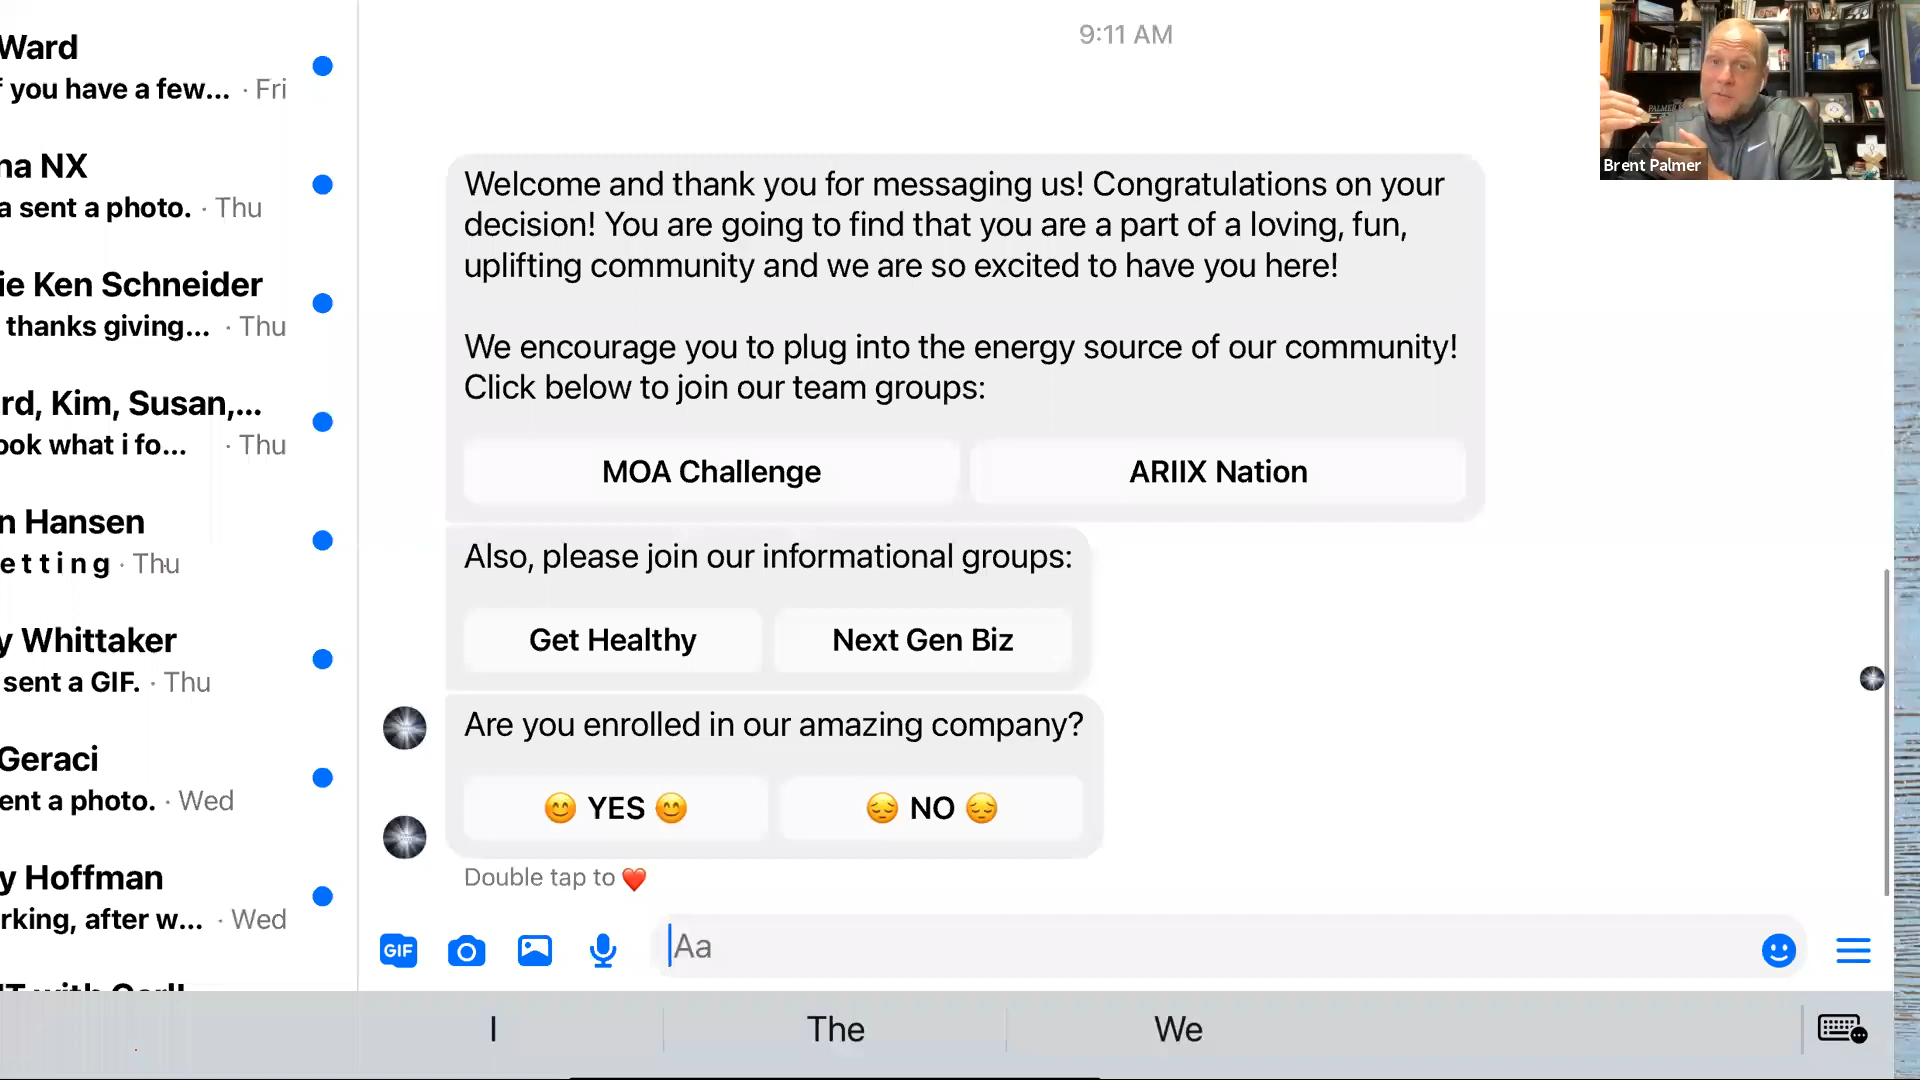 Ward
you have a few... · Fri
na NX
a sent a photo. · Thu
ie Ken Schneider
thanks giving... · Thu
rd, Kim, Susan,...
ook what i fo... · Thu
n Hansen
e t t i n g · Thu
y Whittaker
sent a GIF. · Thu
Geraci
ent a photo. · Wed
y Hoffman
rking, after w... · Wed
9:11 AM
Welcome and thank you for messaging us! Congratulations on your
decision! You are going to find that you are a part of a loving, fun,
uplifting community and we are so excited to have you here!
We encourage you to plug into the energy source of our community!
Click below to join our team groups:
MOA Challenge
ARIIX Nation
Also, please join our informational groups:
Get Healthy
Next Gen Biz
Are you enrolled in our amazing company?
😊 YES 😊
😔 NO 😔
Double tap to ❤️
GIF
Aa
I
The
We
PALMER
Brent Palmer